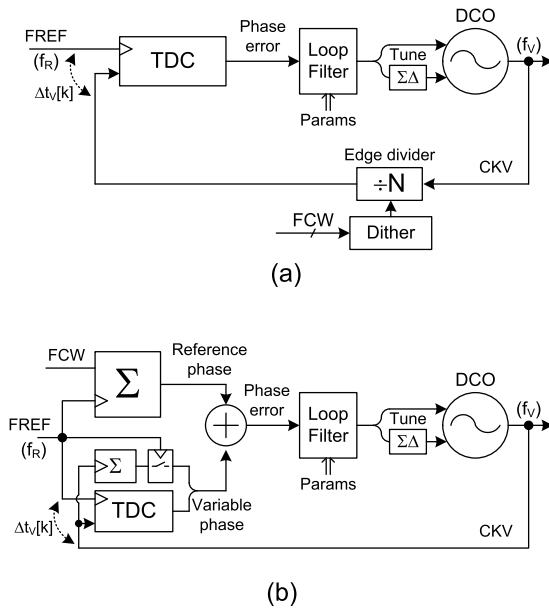 FREF
(f_R)
Δt_V[k]
TDC
Phase
error
Loop
Filter
Params
Tune
ΣΔ
DCO
(f_V)
Edge divider
÷N
CKV
FCW
Dither
(a)
FCW
Σ
Reference
phase
FREF
(f_R)
Σ
TDC
Δt_V[k]
Variable
phase
+
Phase
error
Loop
Filter
Params
Tune
ΣΔ
DCO
(f_V)
CKV
(b)